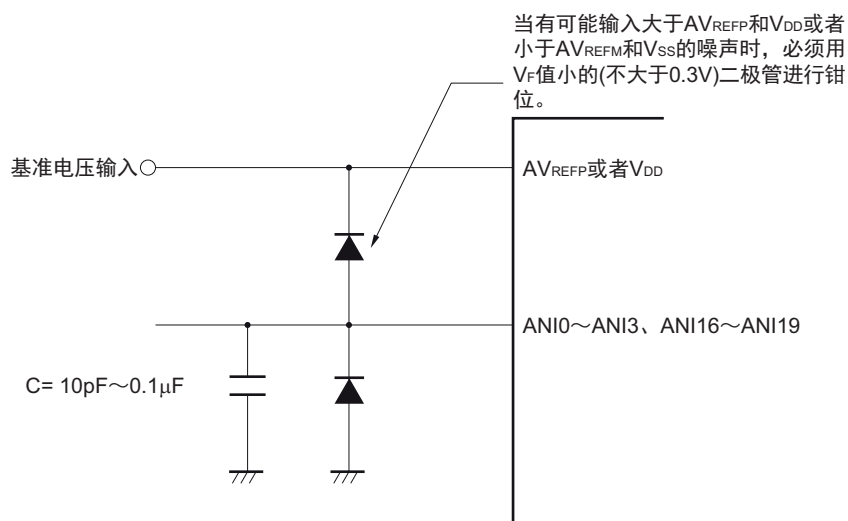 当有可能输入大于AVREFP和VDD或者
小于AVREFM和VSS的噪声时，必须用
VF值小的(不大于0.3V)二极管进行钳
位。
基准电压输入
AVREFP或者VDD
ANI0～ANI3、ANI16～ANI19
C= 10pF～0.1μF